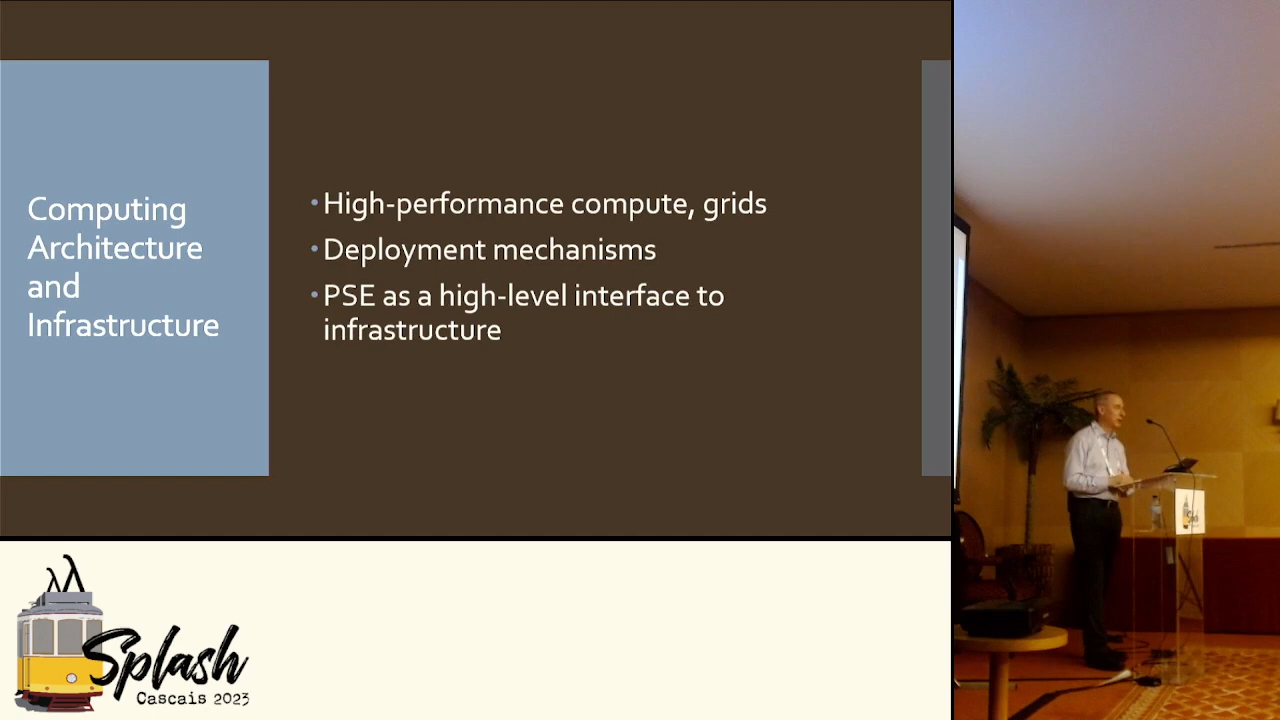 Computing
Architecture
and
Infrastructure
• High-performance compute, grids
• Deployment mechanisms
• PSE as a high-level interface to
infrastructure
Splash
Cascais 2023